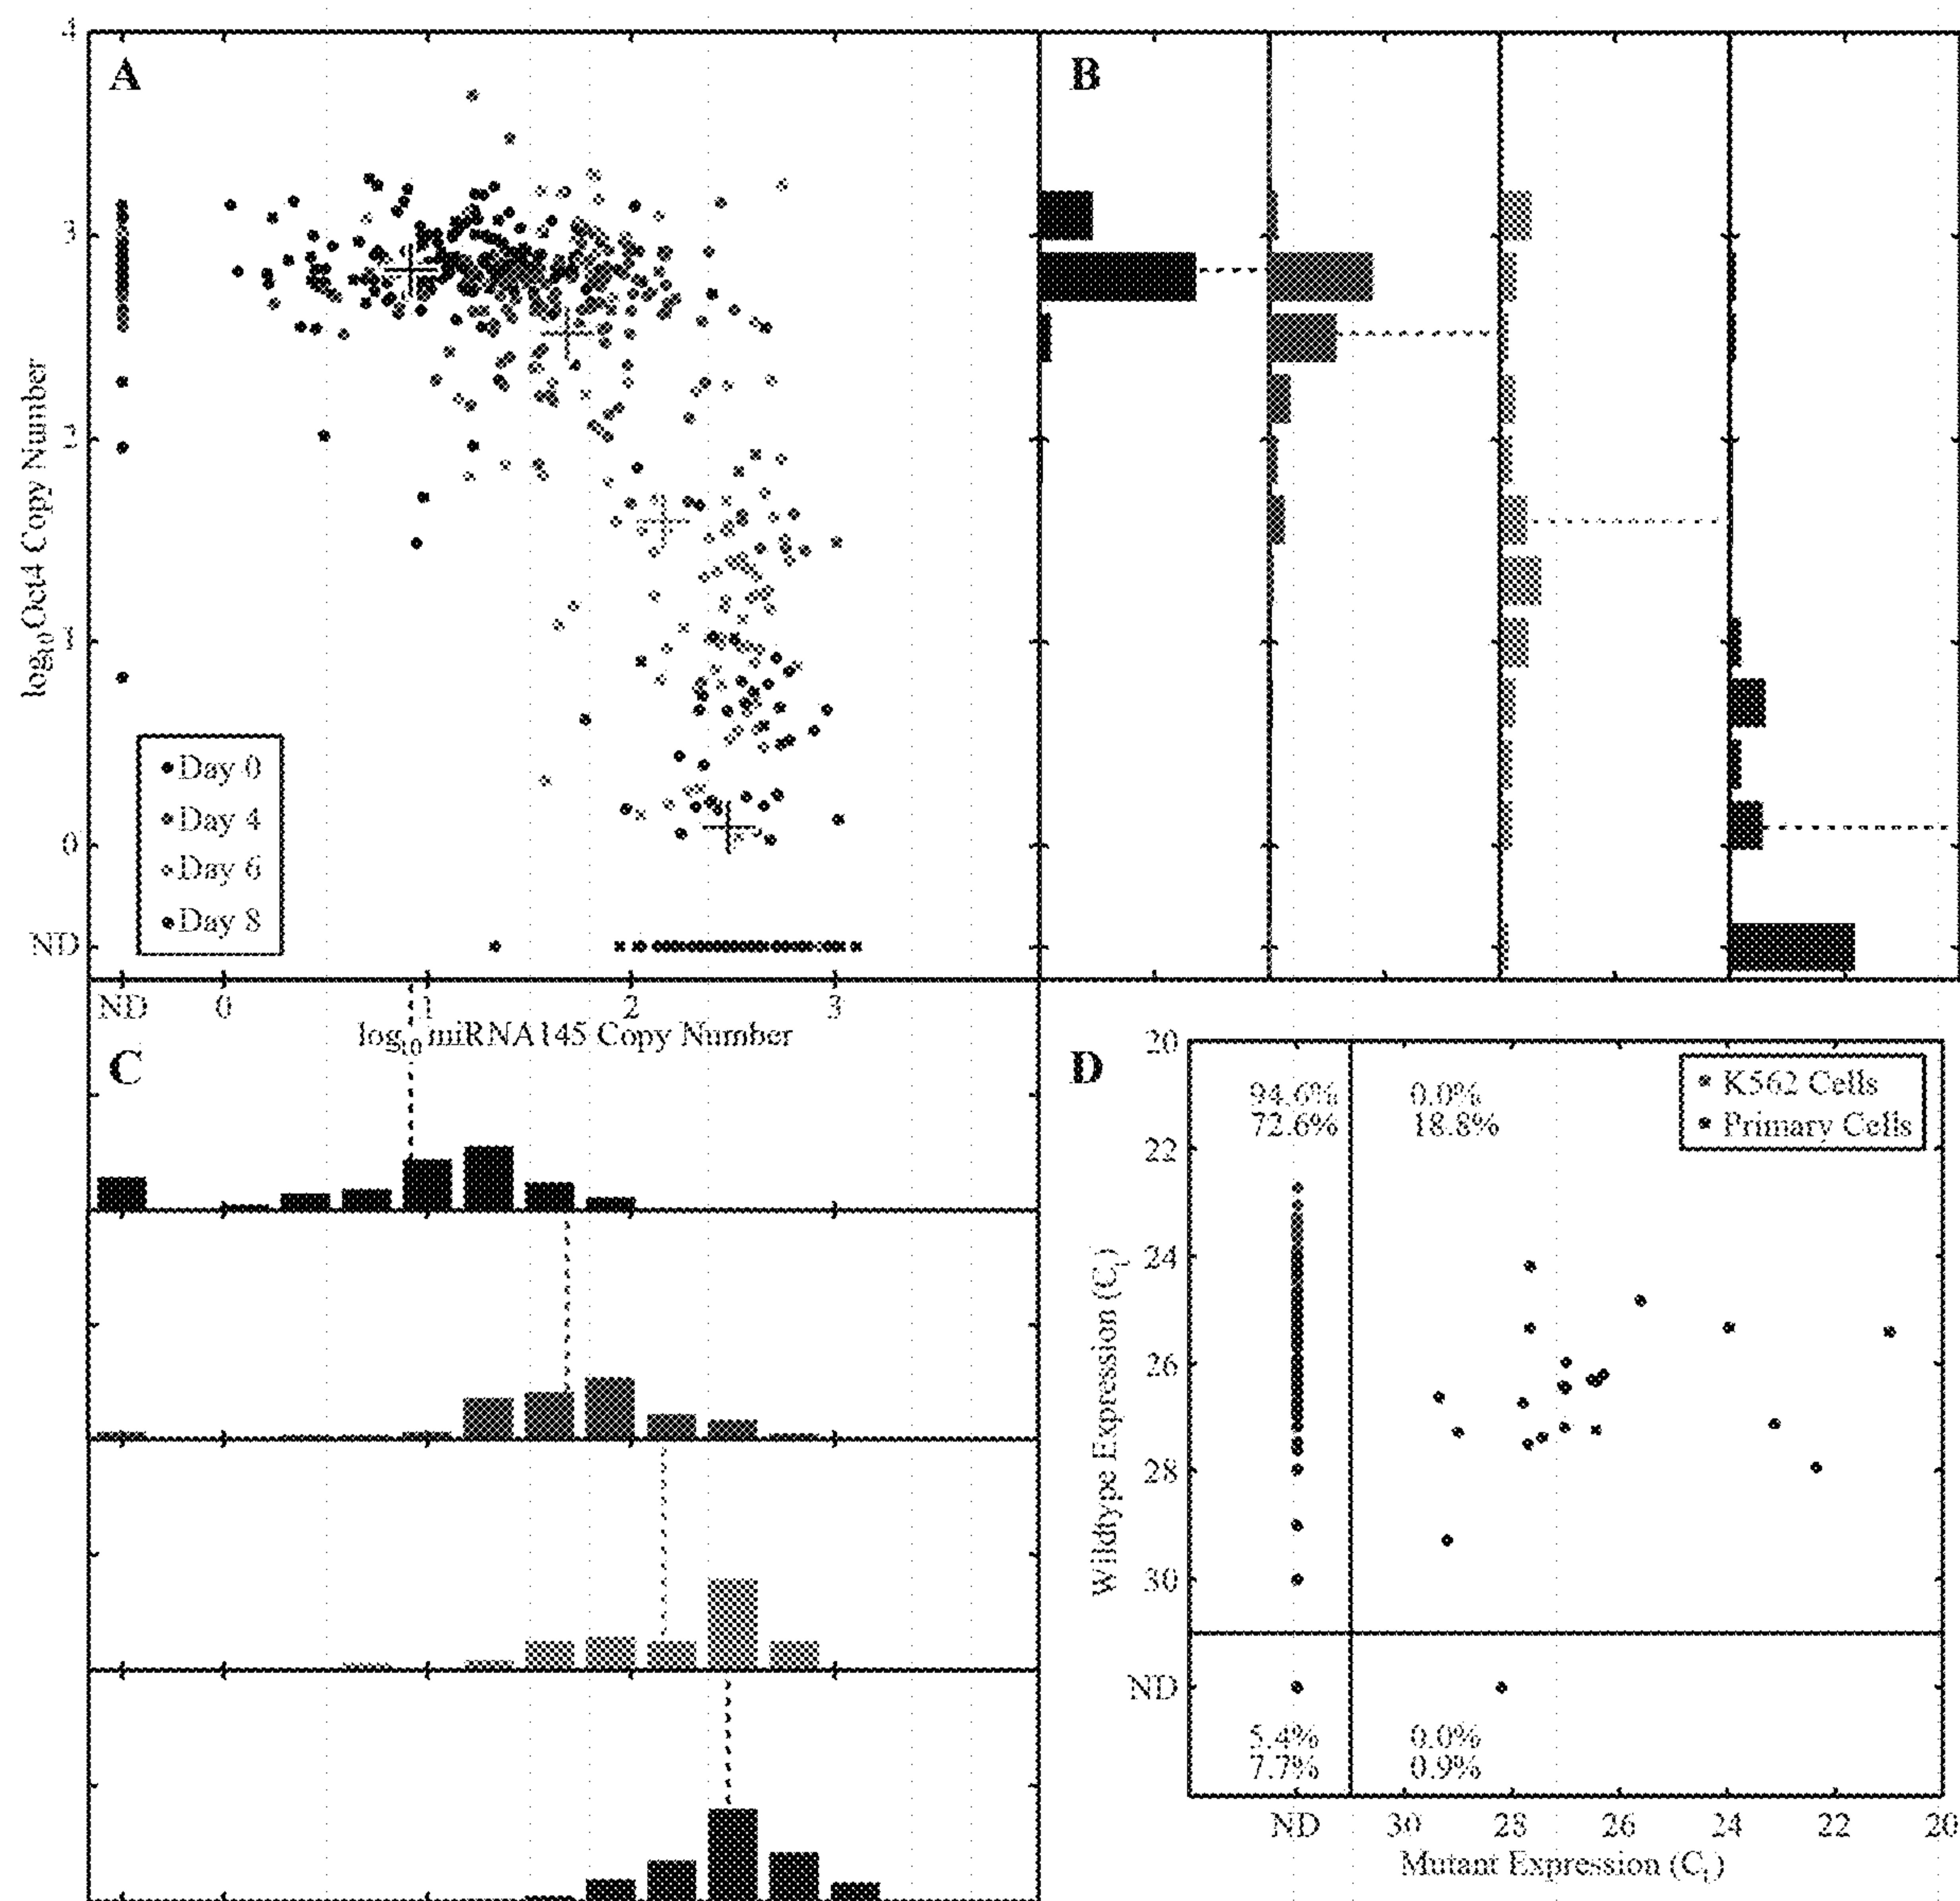 A
B
4
3
2
1
0
ND
log10 Oct4 Copy Number
Day 0
Day 4
Day 6
Day 8
ND 0 1 2 3
log10 miRNA145 Copy Number
C
D
20
22
24
26
28
30
ND
Wildtype Expression (Ct)
94.6% 0.0%
72.6% 18.8%
K562 Cells
Primary Cells
5.4% 0.0%
7.7% 0.9%
ND 30 28 26 24 22 20
Mutant Expression (Ct)